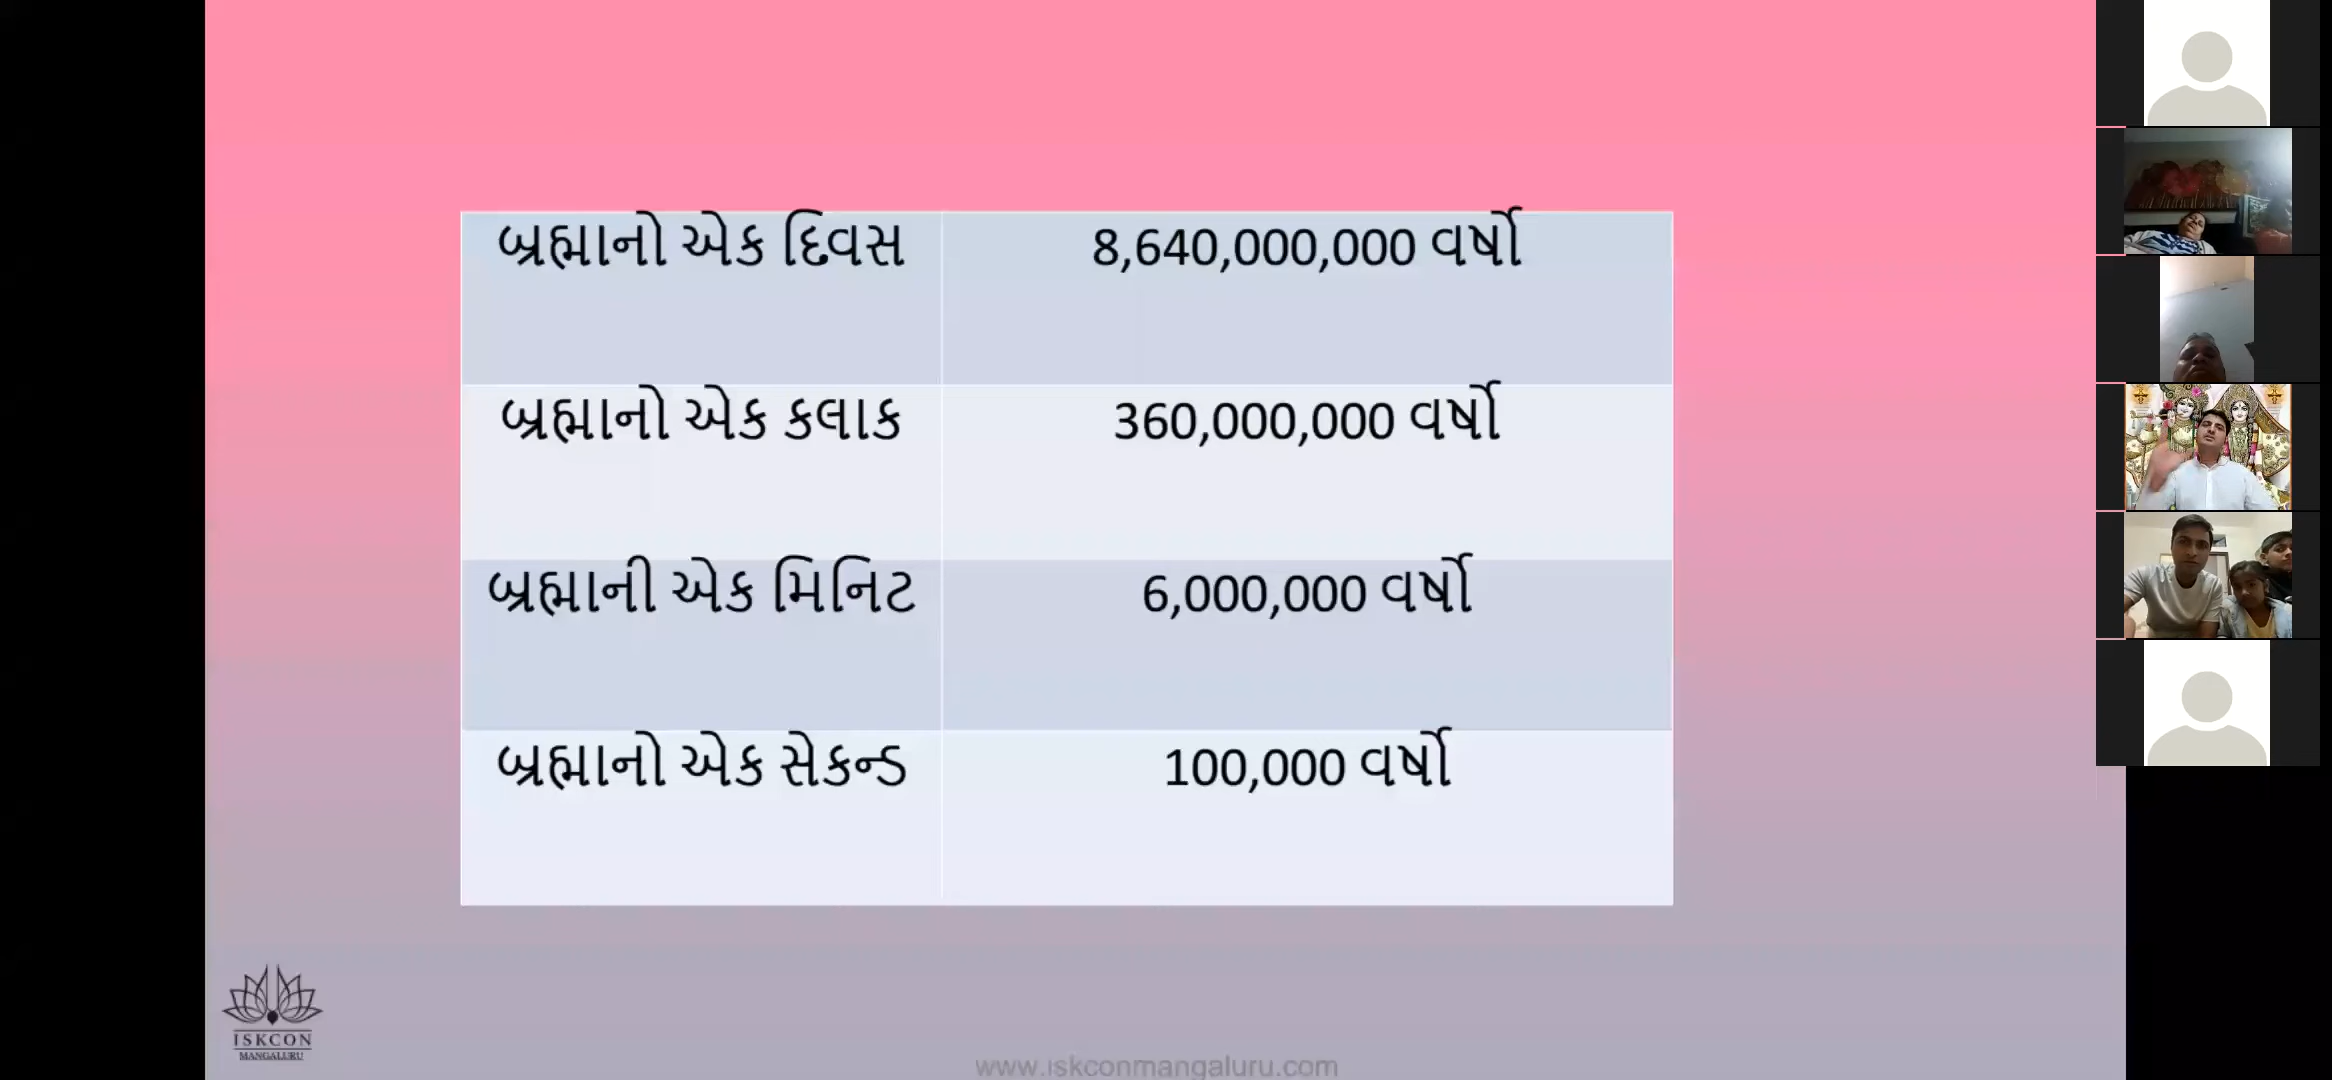 બ્રહ્માનો એક દિવસ 8,640,000,000 વર્ષો
બ્રહ્માનો એક કલાક 360,000,000 વર્ષો
બ્રહ્માની એક મિનિટ 6,000,000 વર્ષો
બ્રહ્માનો એક સેકન્ડ 100,000 વર્ષો
ISKCON
MANGALURU
www.iskconmangaluru.com